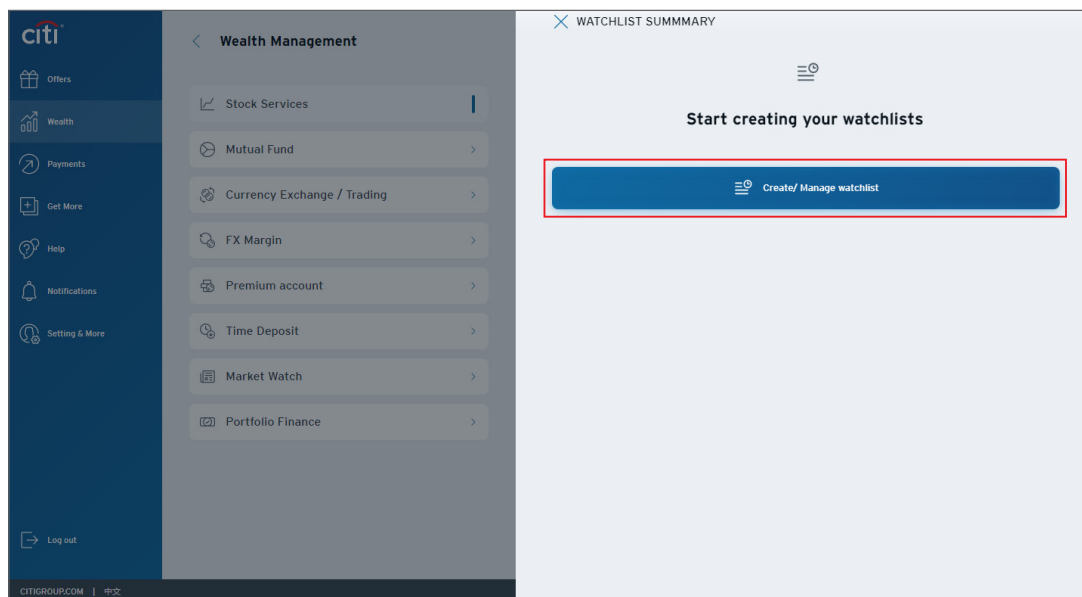 citi
Offers
Wealth
Payments
Get More
Help
Notifications
Setting & More
Log out
CITIGROUP.COM | 中文
Wealth Management
Stock Services
Mutual Fund
Currency Exchange / Trading
FX Margin
Premium account
Time Deposit
Market Watch
Portfolio Finance
WATCHLIST SUMMMARY
Start creating your watchlists
Create/ Manage watchlist